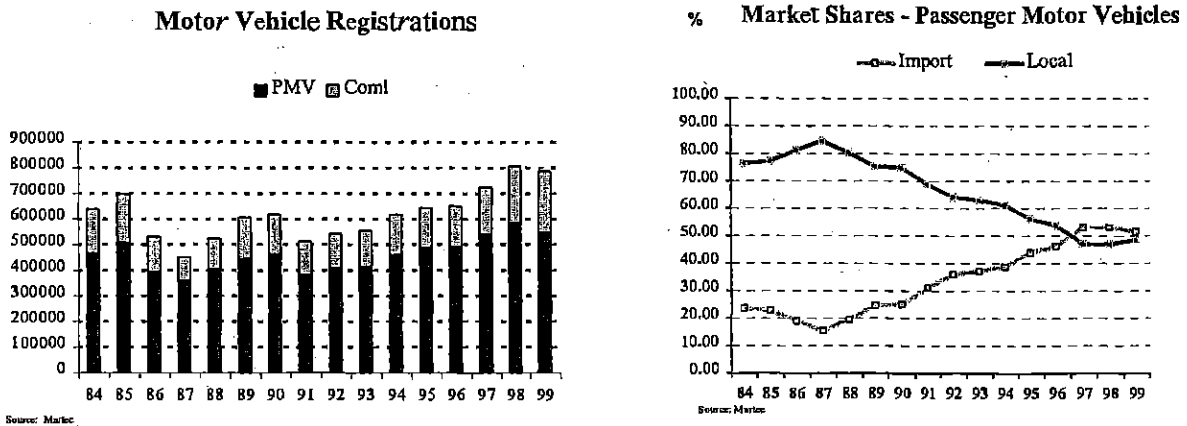 Motor Vehicle Registrations
PMV Coml
900000
800000
700000
600000
500000
400000
300000
200000
100000
0
84 85 86 87 88 89 90 91 92 93 94 95 96 97 98 99
Source: Martec
% Market Shares - Passenger Motor Vehicles
Import Local
100.00
90.00
80.00
70.00
60.00
50.00
40.00
30.00
20.00
10.00
0.00
84 85 86 87 88 89 90 91 92 93 94 95 96 97 98 99
Source: Martec